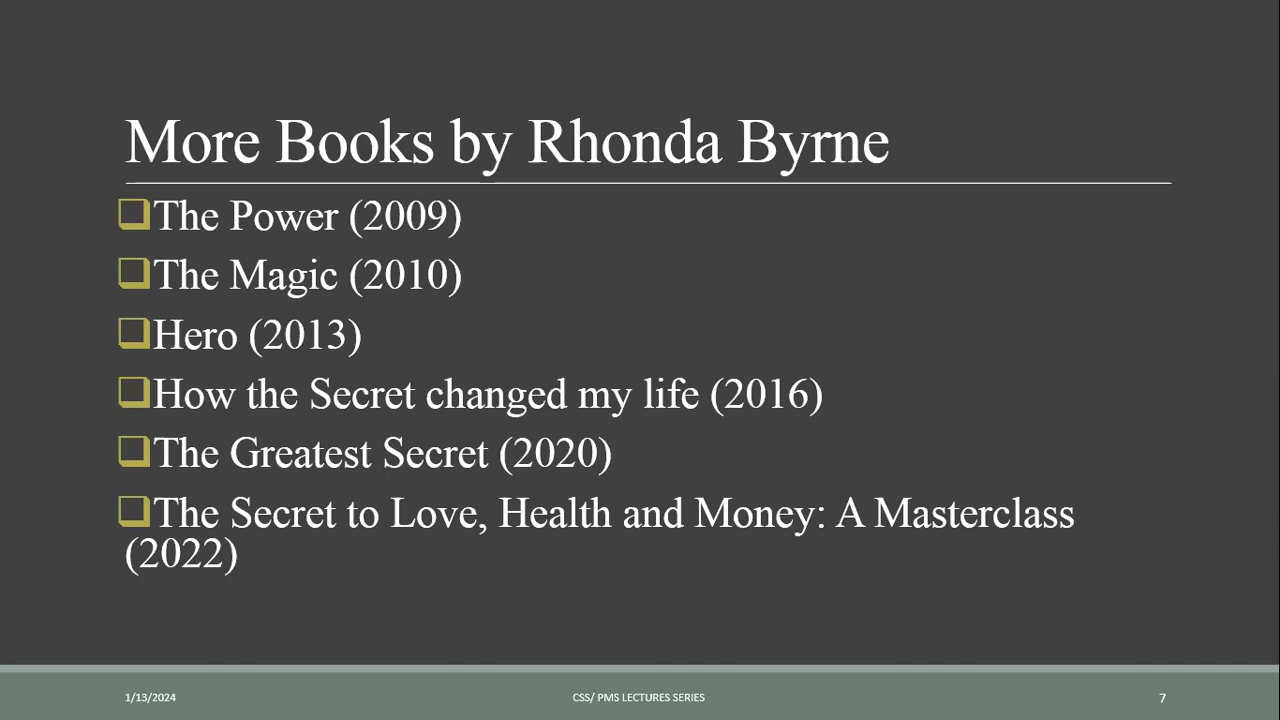 More Books by Rhonda Byrne
The Power (2009)
The Magic (2010)
Hero (2013)
How the Secret changed my life (2016)
The Greatest Secret (2020)
The Secret to Love, Health and Money: A Masterclass
(2022)
1/13/2024
CSS/ PMS LECTURES SERIES
7